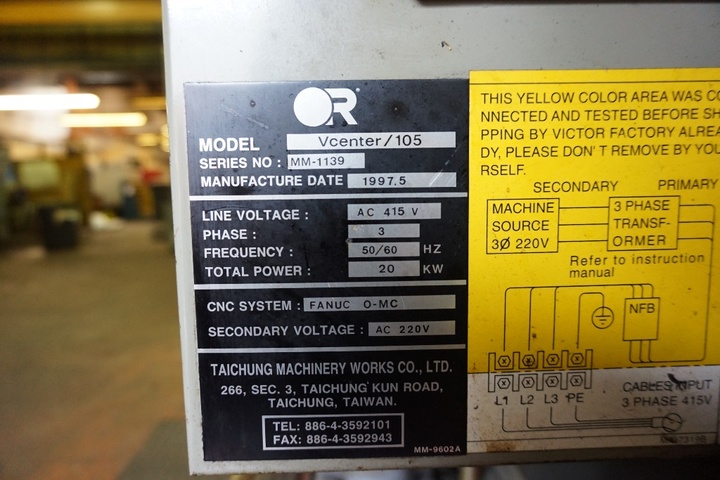 R
MODEL Vcenter/105
SERIES NO : MM-1139
MANUFACTURE DATE 1997.5
LINE VOLTAGE : AC 415 V
PHASE : 3
FREQUENCY : 50/60 HZ
TOTAL POWER : 20 KW
CNC SYSTEM : FANUC O-MC
SECONDARY VOLTAGE : AC 220V
TAICHUNG MACHINERY WORKS CO., LTD.
266, SEC. 3, TAICHUNG KUN ROAD,
TAICHUNG, TAIWAN.
TEL: 886-4-3592101
FAX: 886-4-3592943
MM-9602A
THIS YELLOW COLOR AREA WAS CO
NNECTED AND TESTED BEFORE SH
PPING BY VICTOR FACTORY ALREA
DY, PLEASE DON'T REMOVE BY YOU
RSELF.
SECONDARY PRIMARY
MACHINE
SOURCE
3Ø 220V
3 PHASE
TRANSF-
ORMER
Refer to instruction
manual
NFB
L1 L2 L3 PE
CABLES INPUT
3 PHASE 415V